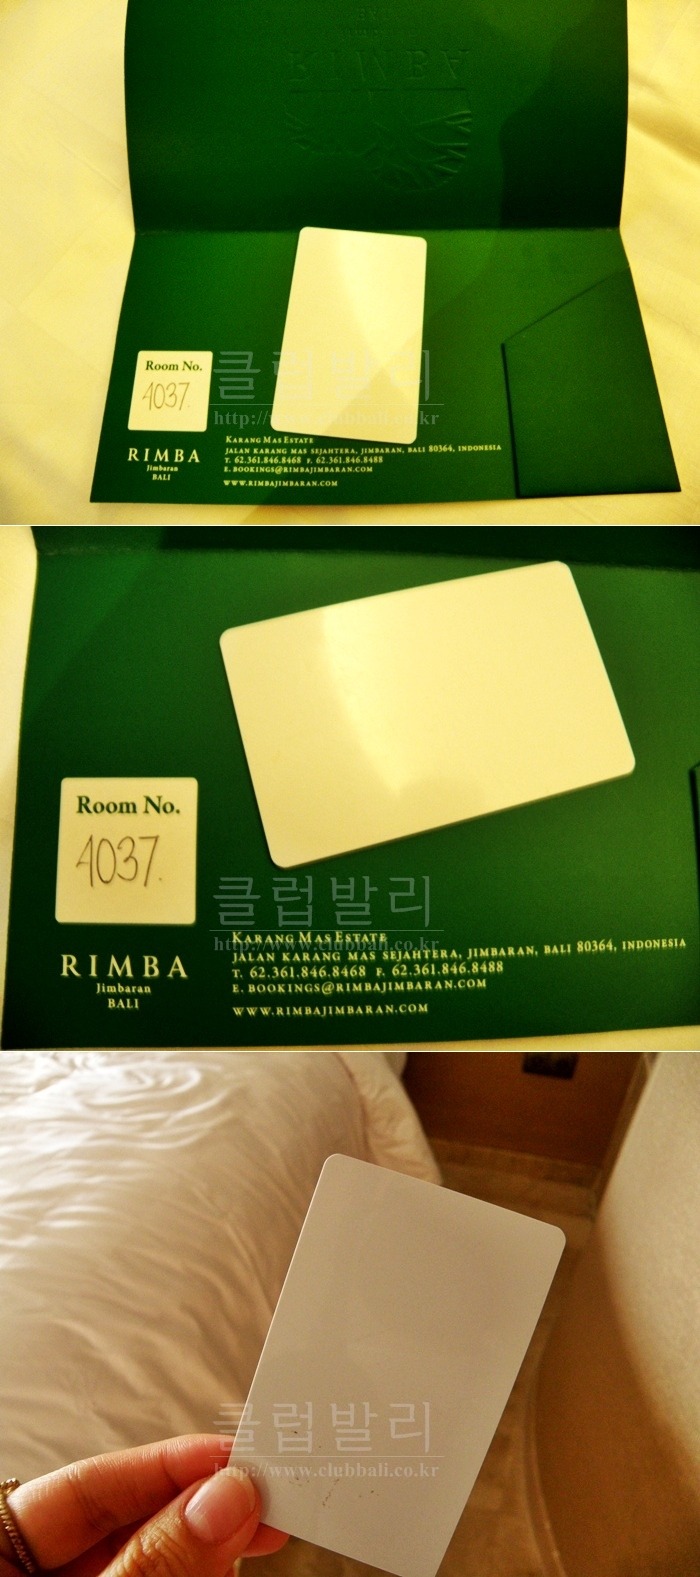 RIMBA
Room No.
4037.
RIMBA
Jimbaran
BALI
KARANG MAS ESTATE
JALAN KARANG MAS SEJAHTERA, JIMBARAN, BALI 80364, INDONESIA
T. 62.361.846.8468 F. 62.361.846.8488
E. BOOKINGS@RIMBAJIMBARAN.COM
WWW.RIMBAJIMBARAN.COM
클럽발리
http://www.clubbali.co.kr
Room No.
4037.
RIMBA
Jimbaran
BALI
클럽발리
http://www.clubbali.co.kr
KARANG MAS ESTATE
JALAN KARANG MAS SEJAHTERA, JIMBARAN, BALI 80364, INDONESIA
T. 62.361.846.8468 F. 62.361.846.8488
E. BOOKINGS@RIMBAJIMBARAN.COM
WWW.RIMBAJIMBARAN.COM
클럽발리
http://www.clubbali.co.kr